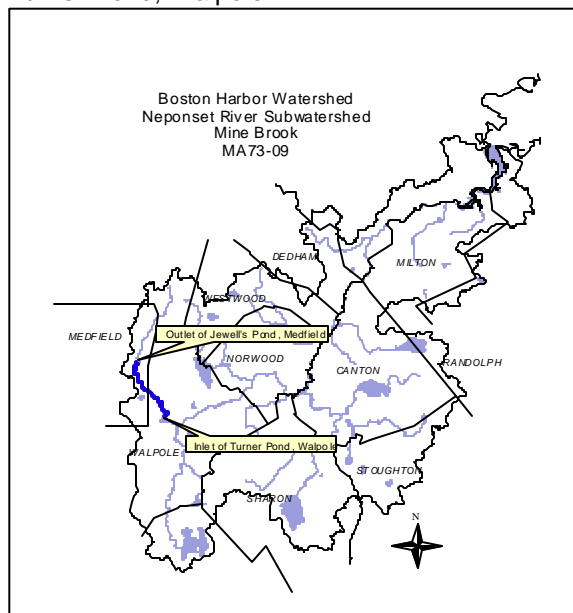 Boston Harbor Watershed
Neponset River Subwatershed
Mine Brook
MA73-09
DEDHAM
MILTON
WESTWOOD
MEDFIELD
Outlet of Jewell's Pond, Medfield
NORWOOD
CANTON
RANDOLPH
Inlet of Turner Pond, Walpole
WALPOLE
STOUGHTON
SHARON
N